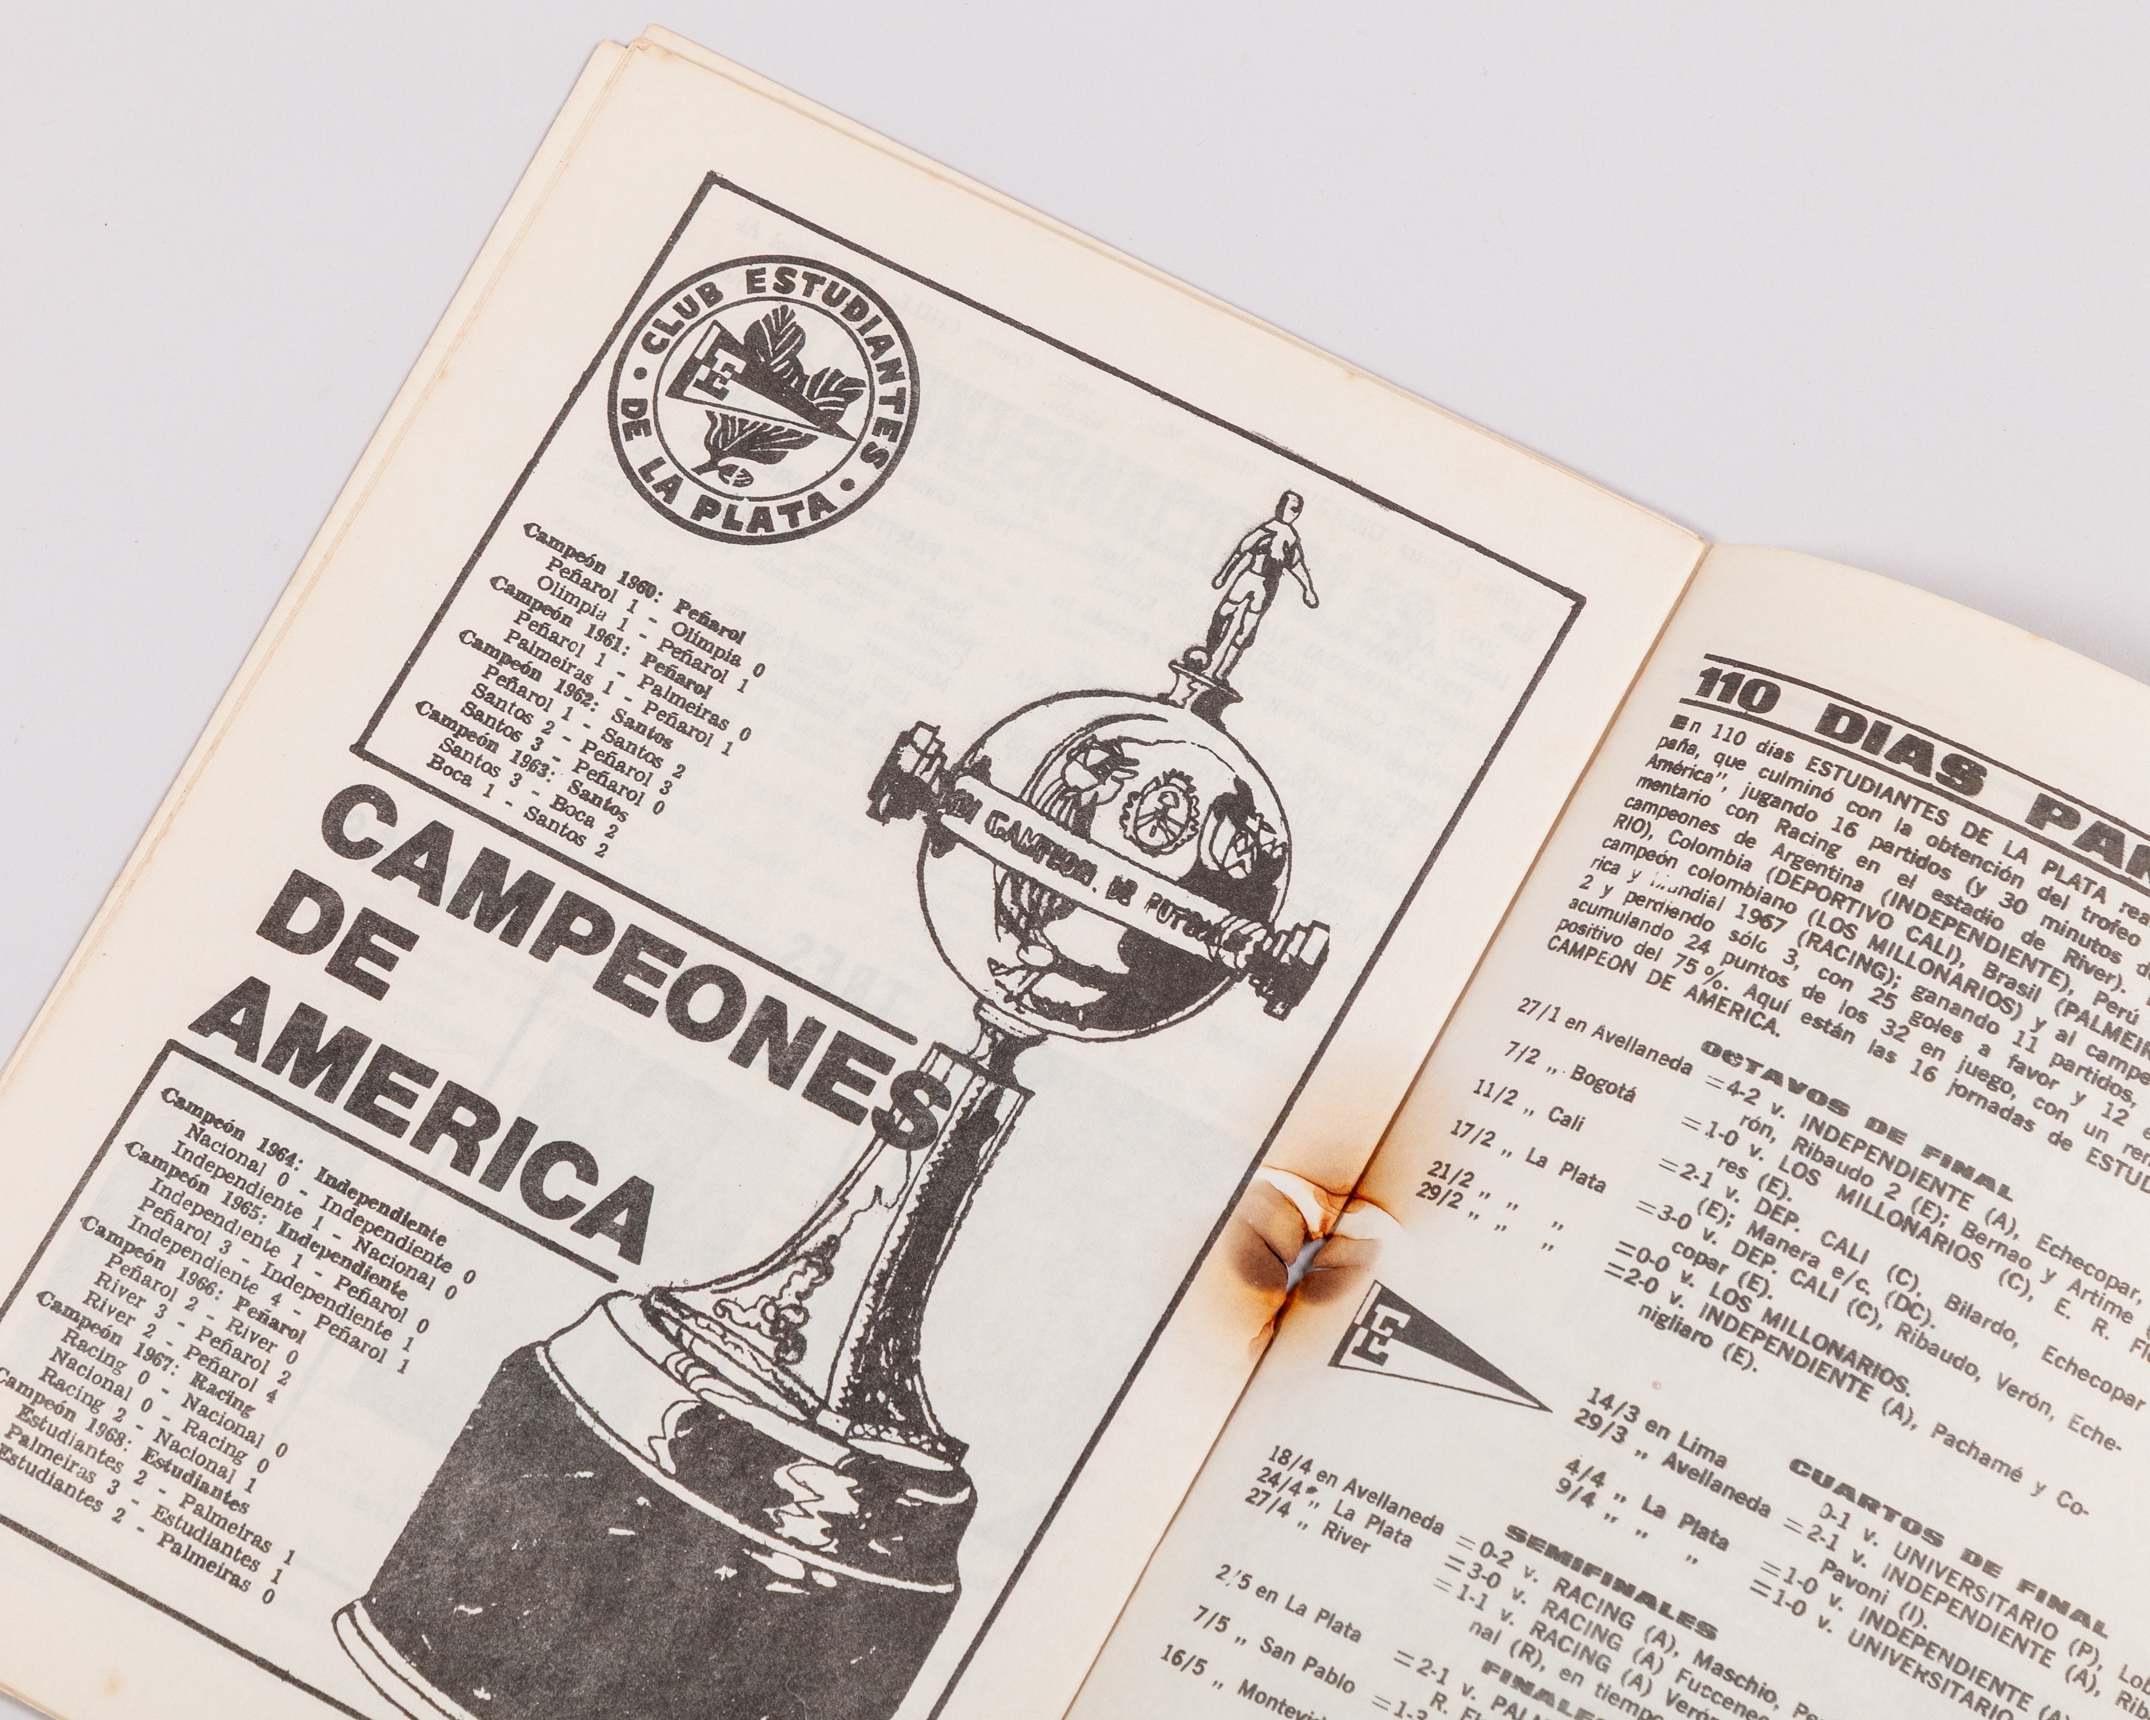 CLUB ESTUDIANTES
DE LA PLATA
E
Campeón 1960: Peñarol
Peñarol 1 - Olimpia 0
Olimpia 1 - Peñarol 1
Campeón 1961: Peñarol
Peñarol 1 - Palmeiras 0
Palmeiras 1 - Peñarol 1
Campeón 1962: Santos
Peñarol 1 - Santos 2
Santos 2 - Peñarol 3
Santos 3 - Peñarol 0
Campeón 1963: Santos
Santos 3 - Boca 2
Boca 1 - Santos 2
CAMPEON DE
CAMPEONES
DE
AMERICA
Campeón 1964: Independiente
Nacional 0 - Independiente 0
Independiente 1 - Nacional 0
Campeón 1965: Independiente
Independiente 1 - Peñarol 0
Peñarol 3 - Independiente 1
Independiente 4 - Peñarol 1
Campeón 1966: Peñarol
Peñarol 2 - River 0
River 3 - Peñarol 2
River 2 - Peñarol 4
Campeón 1967: Racing
Racing 0 - Nacional 0
Nacional 0 - Racing 0
Racing 2 - Nacional 1
Campeón 1968: Estudiantes
Estudiantes 2 - Palmeiras 1
Palmeiras 3 - Estudiantes 1
Estudiantes 2 - Palmeiras 0
110 DIAS
En 110 días ESTUDIANTES DE LA PLATA
paña, que culminó con la obtención del trofeo
América", jugando 16 partidos (y 30 minutos
mentario con Racing en el estadio de River).
campeones de Argentina (INDEPENDIENTE), Perú
RIO), Colombia (DEPORTIVO CALI), Brasil
campeón colombiano (LOS MILLONARIOS) y al
rica y Mundial 1967 (RACING); ganando 11 partidos,
2 y perdiendo sólo 3, con 25 goles a favor y 12
acumulando 24 puntos de los 32 en juego, con un
positivo del 75 %. Aquí están las 16 jornadas de
CAMPEON DE AMERICA.
OCTAVOS DE FINAL
27/1 en Avellaneda =4-2 v. INDEPENDIENTE (A), Echecopar,
rón, Ribaudo 2 (E); Bernao y Artime
7/2 „ Bogotá =1-0 v. LOS MILLONARIOS (C), E. R.
res (E).
11/2 „ Cali =2-1 v. DEP. CALI (C), Bilardo, Echecopar
(E); Manera e/c. (DC).
17/2 „ La Plata =3-0 v. DEP. CALI (C), Ribaudo, Verón, Eche-
copar (E).
21/2 „ „ „ =0-0 v. LOS MILLONARIOS.
29/2 „ „ „ =2-0 v. INDEPENDIENTE (A), Pachamé y Co-
nigliaro (E).
E
CUARTOS DE FINAL
14/3 en Lima 0-1 v. UNIVERSITARIO (P),
29/3 „ Avellaneda =2-1 v. INDEPENDIENTE (A),
Pavoni (I).
4/4 „ La Plata =1-0 v. INDEPENDIENTE
9/4 „ „ „ =1-0 v. UNIVERSITARIO
SEMIFINALES
18/4 en Avellaneda =0-2 v. RACING (A), Maschio,
24/4 „ La Plata =3-0 v. RACING (A), Verón
27/4 „ River =1-1 v. RACING (A)
nal (R), en
2/5 en La Plata =2-1 v.
7/5 „ San Pablo
16/5 „